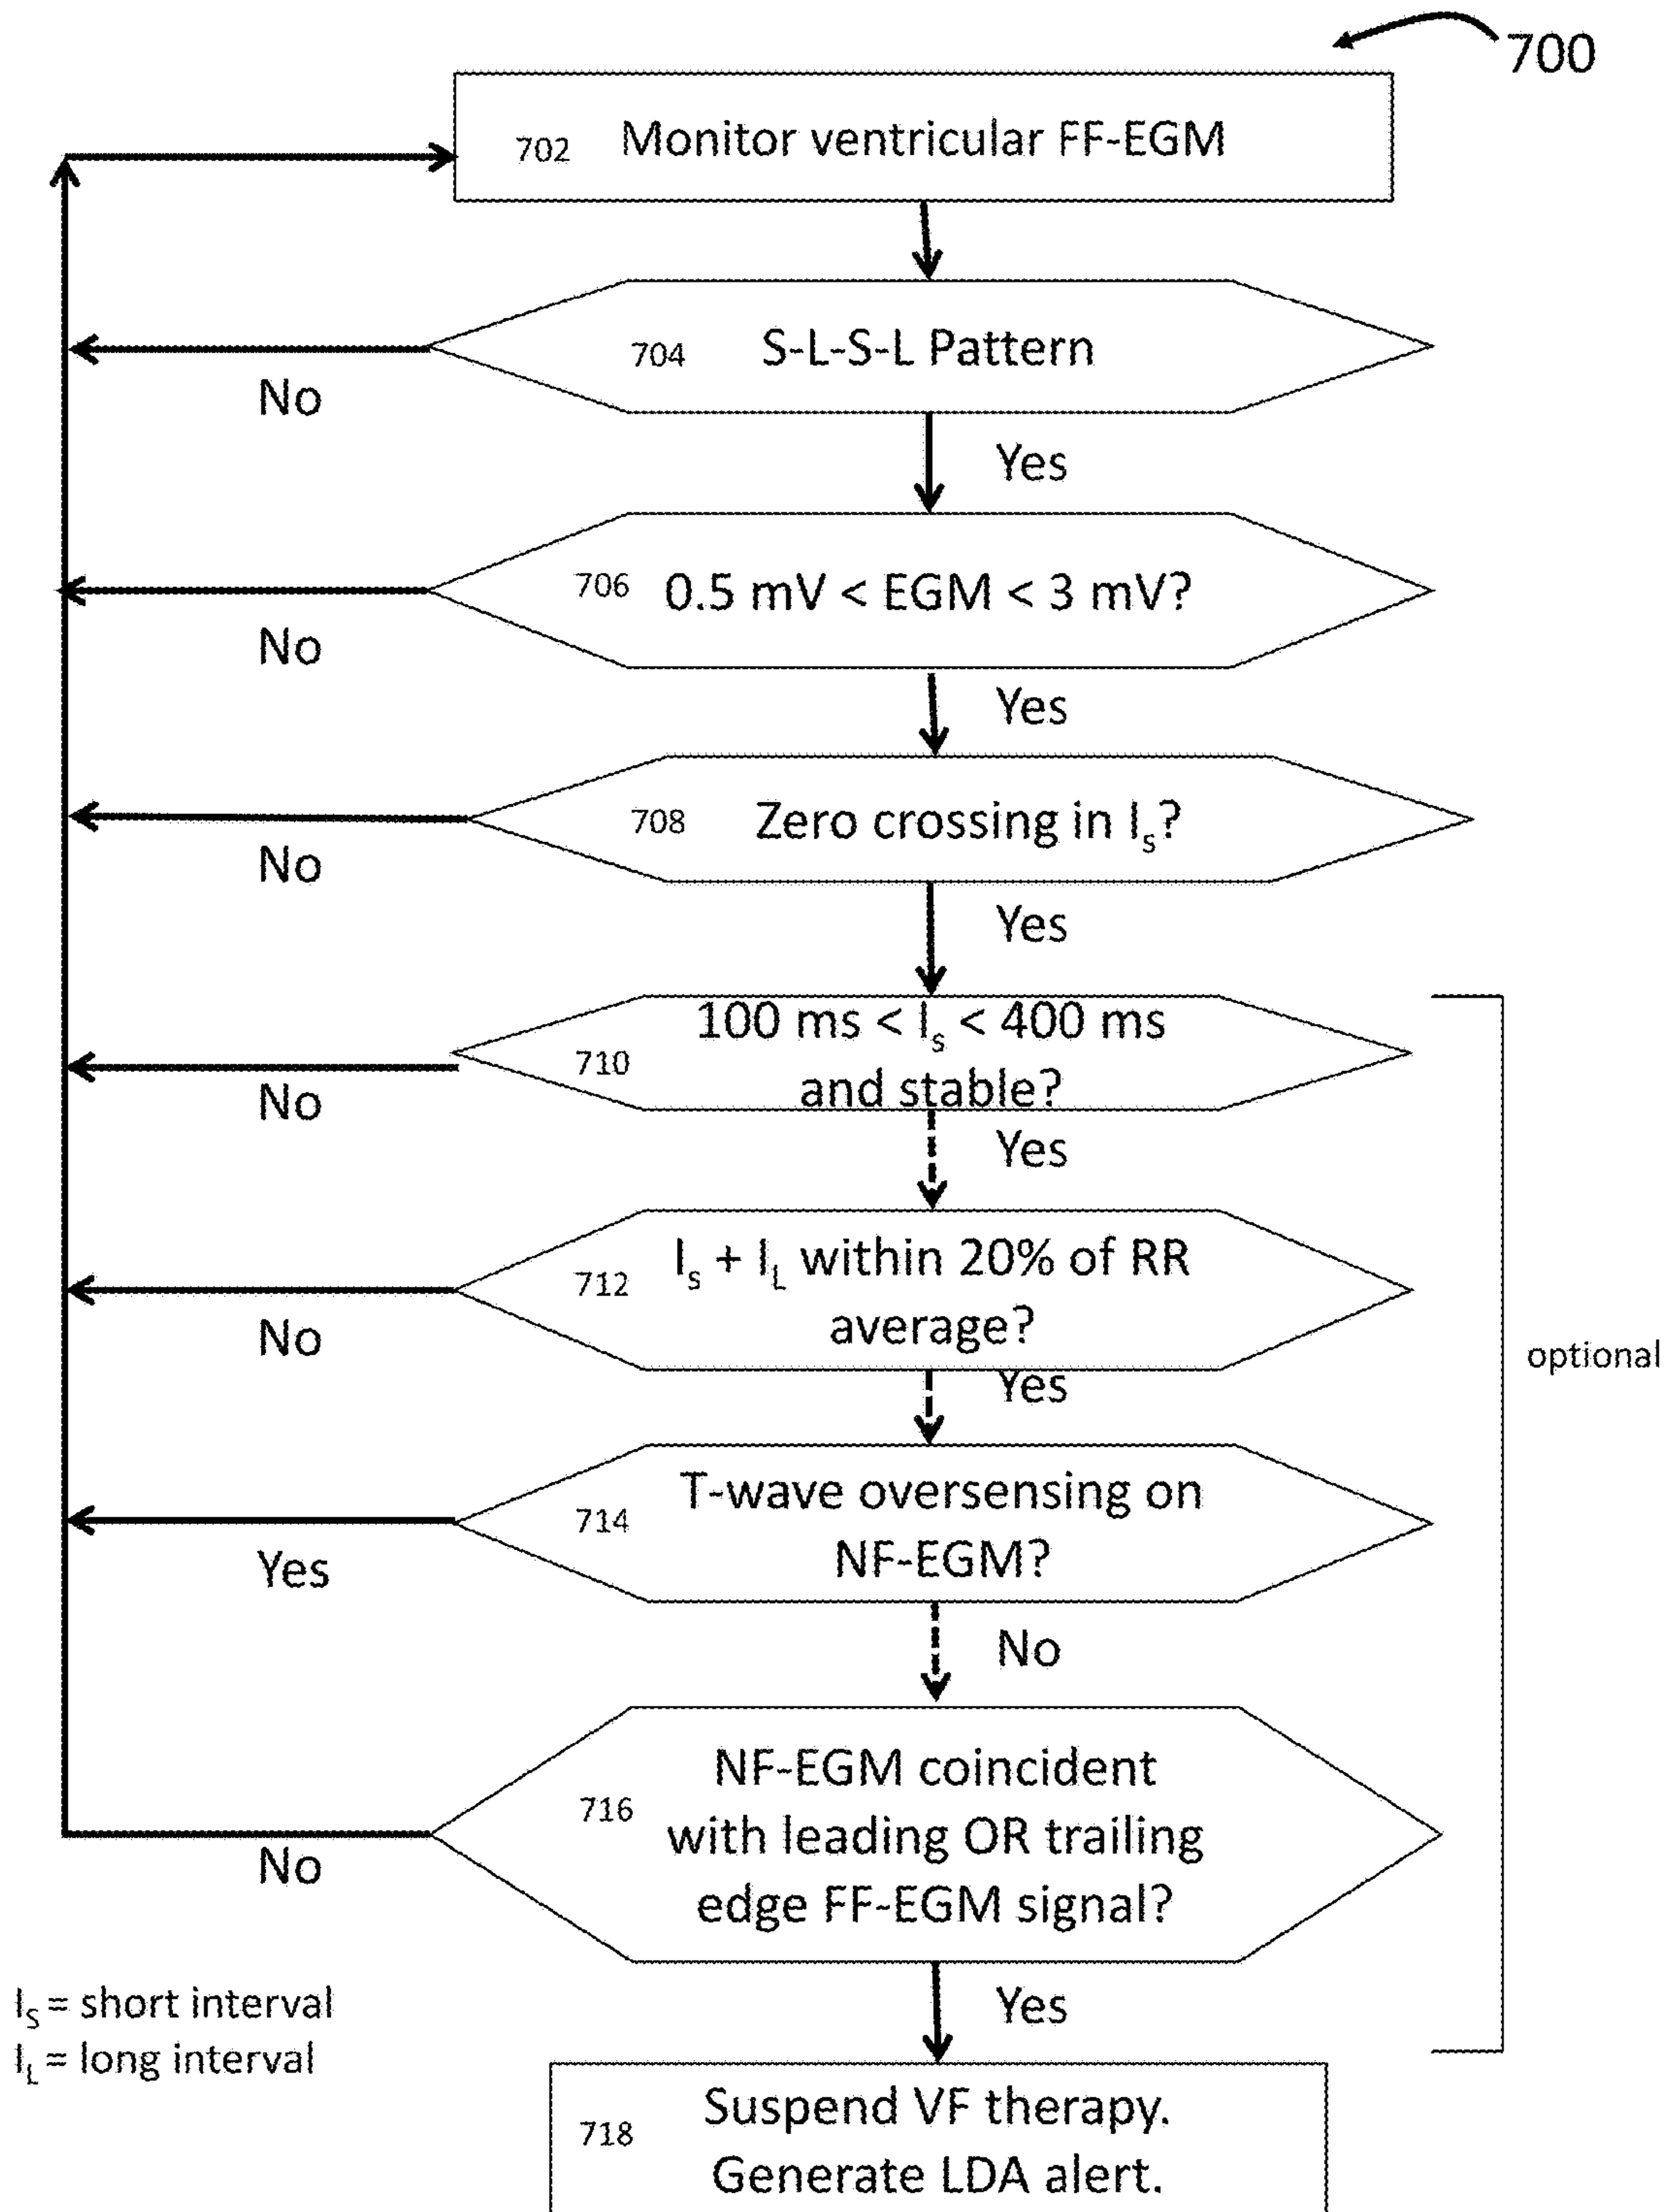 700
702 Monitor ventricular FF-EGM
704 S-L-S-L Pattern
No
Yes
706 0.5 mV < EGM < 3 mV?
No
Yes
708 Zero crossing in Is?
No
Yes
100 ms < Is < 400 ms
710
and stable?
No
Yes
Is + IL within 20% of RR
712
average?
No
Yes
optional
T-wave oversensing on
714
NF-EGM?
Yes
No
NF-EGM coincident
716
with leading OR trailing
edge FF-EGM signal?
No
Yes
IS = short interval
IL = long interval
Suspend VF therapy.
718
Generate LDA alert.